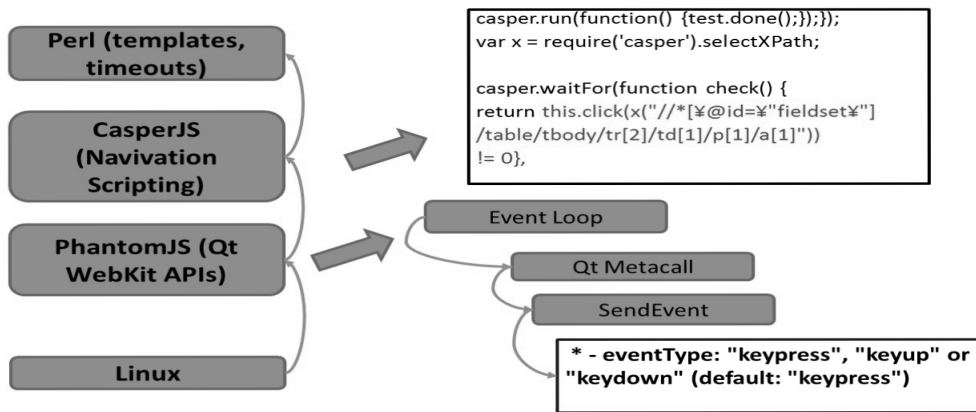 Perl (templates,
timeouts)
CasperJS
(Navivation
Scripting)
PhantomJS (Qt
WebKit APIs)
Linux
casper.run(function() {test.done();});});
var x = require('casper').selectXPath;
casper.waitFor(function check() {
return this.click(x("//*[¥@id=¥"fieldset¥"]
/table/tbody/tr[2]/td[1]/p[1]/a[1]"))
!= 0},
Event Loop
Qt Metacall
SendEvent
* - eventType: "keypress", "keyup" or
"keydown" (default: "keypress")